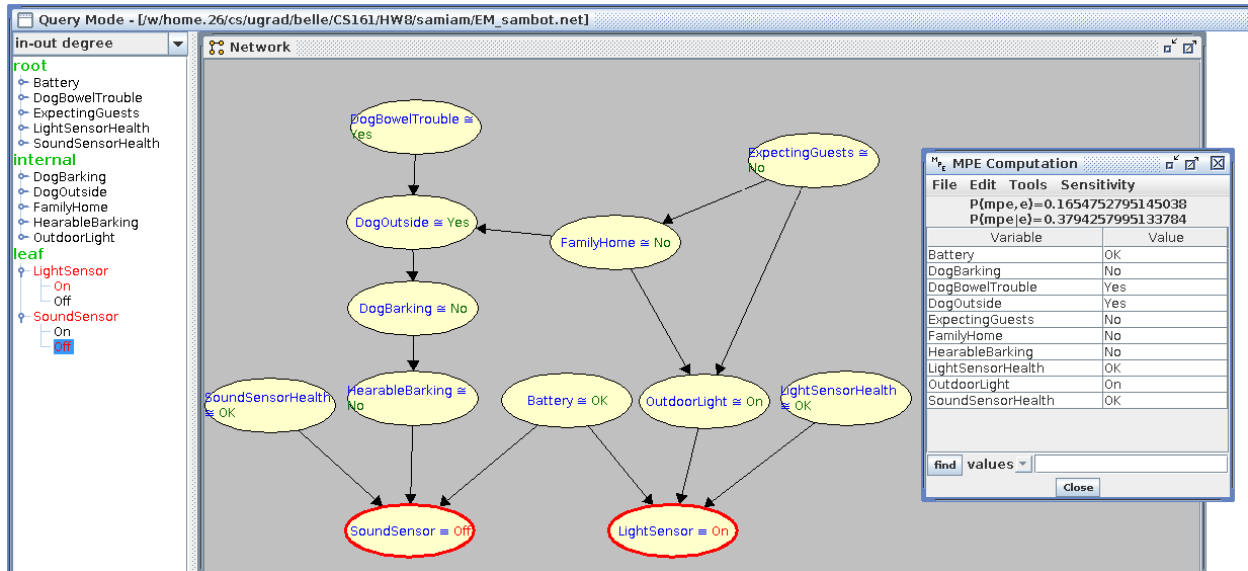 Query Mode - [/w/home.26/cs/ugrad/belle/CS161/HW8/samiam/EM_sambot.net]
in-out degree
root
Battery
DogBowelTrouble
ExpectingGuests
LightSensorHealth
SoundSensorHealth
internal
DogBarking
DogOutside
FamilyHome
HearableBarking
OutdoorLight
leaf
LightSensor
On
Off
SoundSensor
On
Off
Network
DogBowelTrouble ≅
Yes
ExpectingGuests ≅
No
DogOutside ≅ Yes
FamilyHome ≅ No
DogBarking ≅ No
SoundSensorHealth
≅ OK
HearableBarking ≅
No
Battery ≅ OK
OutdoorLight ≅ On
LightSensorHealth
≅ OK
SoundSensor = Off
LightSensor = On
MPE Computation
File Edit Tools Sensitivity
P(mpe,e)=0.1654752795145038
P(mpe|e)=0.3794257995133784
Variable Value
Battery OK
DogBarking No
DogBowelTrouble Yes
DogOutside Yes
ExpectingGuests No
FamilyHome No
HearableBarking No
LightSensorHealth OK
OutdoorLight On
SoundSensorHealth OK
find values
Close